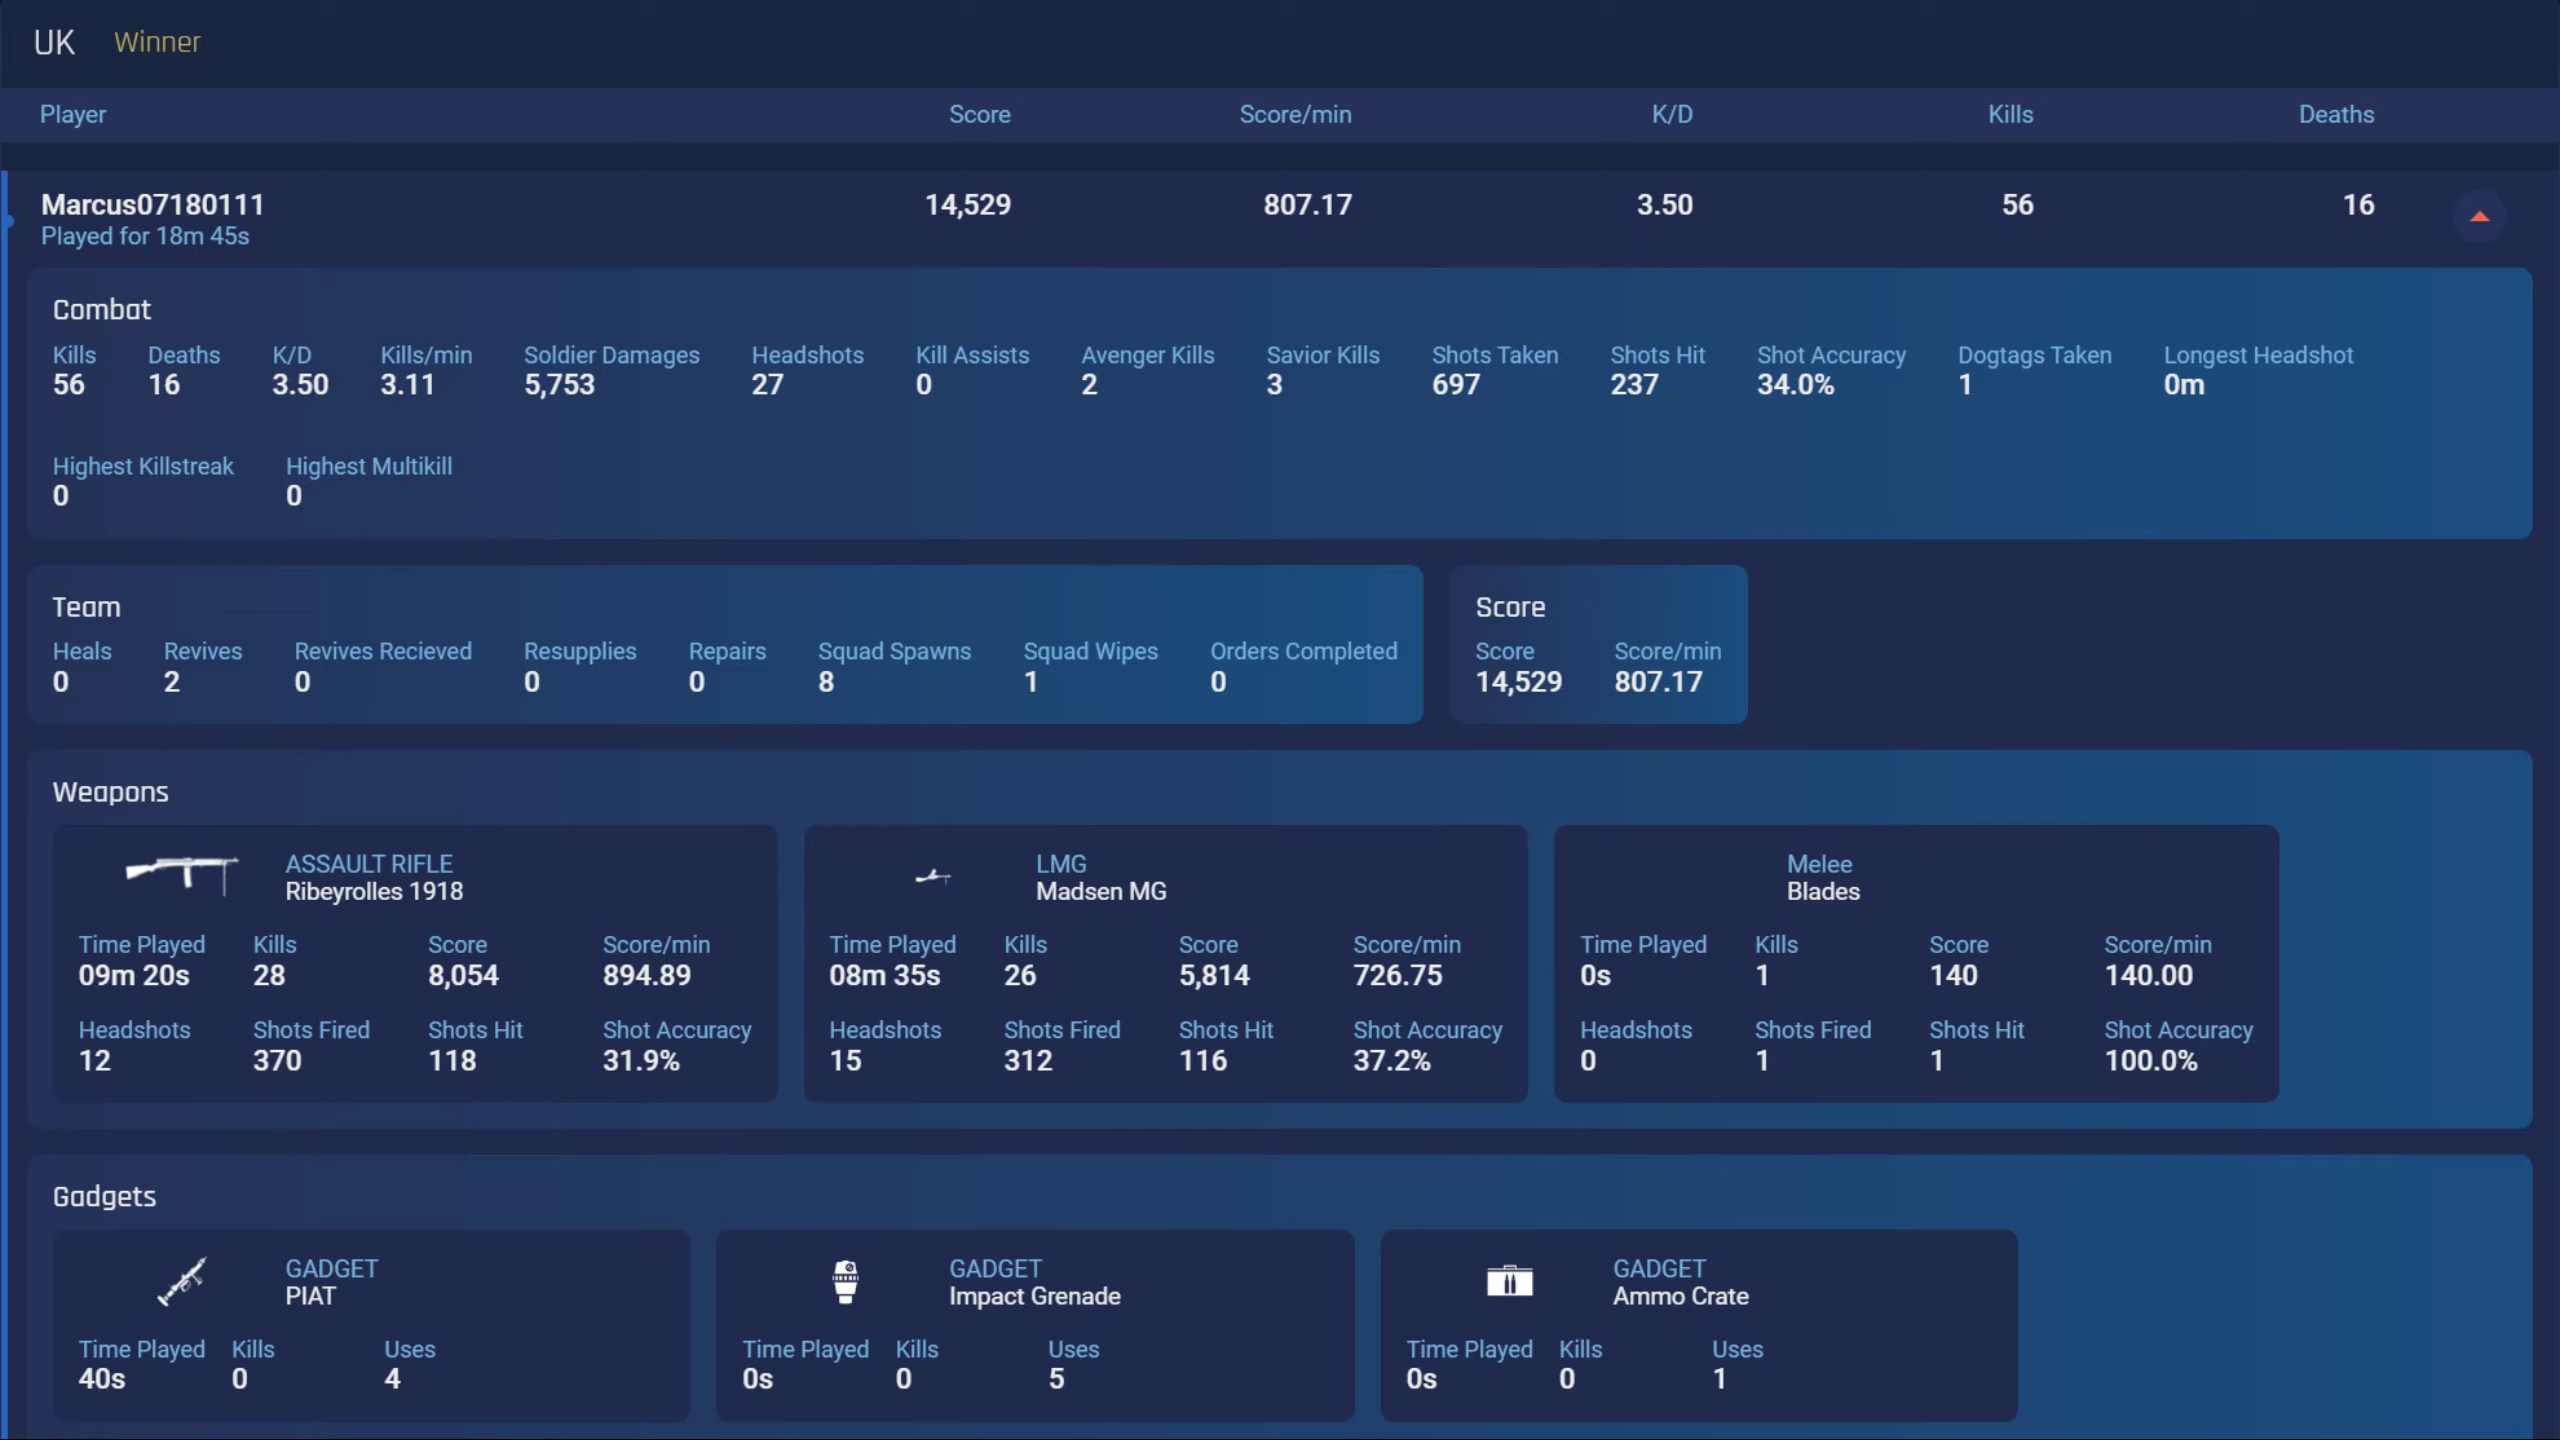 UK Winner
Player Score Score/min K/D Kills Deaths
Marcus07180111 14,529 807.17 3.50 56 16
Played for 18m 45s
Combat
Kills Deaths K/D Kills/min Soldier Damages Headshots Kill Assists Avenger Kills Savior Kills Shots Taken Shots Hit Shot Accuracy Dogtags Taken Longest Headshot
56 16 3.50 3.11 5,753 27 0 2 3 697 237 34.0% 1 0m
Highest Killstreak Highest Multikill
0 0
Team
Heals Revives Revives Recieved Resupplies Repairs Squad Spawns Squad Wipes Orders Completed
0 2 0 0 0 8 1 0
Score
Score Score/min
14,529 807.17
Weapons
ASSAULT RIFLE
Ribeyrolles 1918
Time Played Kills Score Score/min
09m 20s 28 8,054 894.89
Headshots Shots Fired Shots Hit Shot Accuracy
12 370 118 31.9%
LMG
Madsen MG
Time Played Kills Score Score/min
08m 35s 26 5,814 726.75
Headshots Shots Fired Shots Hit Shot Accuracy
15 312 116 37.2%
Melee
Blades
Time Played Kills Score Score/min
0s 1 140 140.00
Headshots Shots Fired Shots Hit Shot Accuracy
0 1 1 100.0%
Gadgets
GADGET
PIAT
Time Played Kills Uses
40s 0 4
GADGET
Impact Grenade
Time Played Kills Uses
0s 0 5
GADGET
Ammo Crate
Time Played Kills Uses
0s 0 1